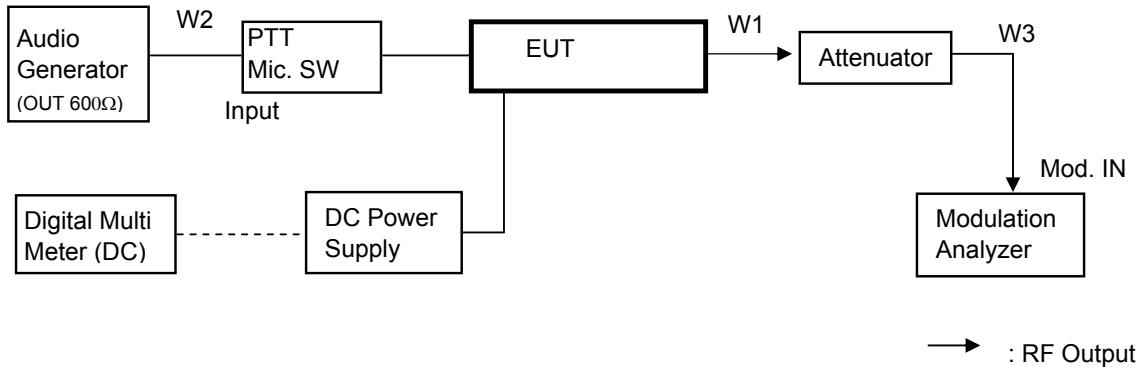 Audio
Generator
(OUT 600Ω)
W2
PTT
Mic. SW
Input
EUT
W1
Attenuator
W3
Mod. IN
Digital Multi
Meter (DC)
DC Power
Supply
Modulation
Analyzer
: RF Output